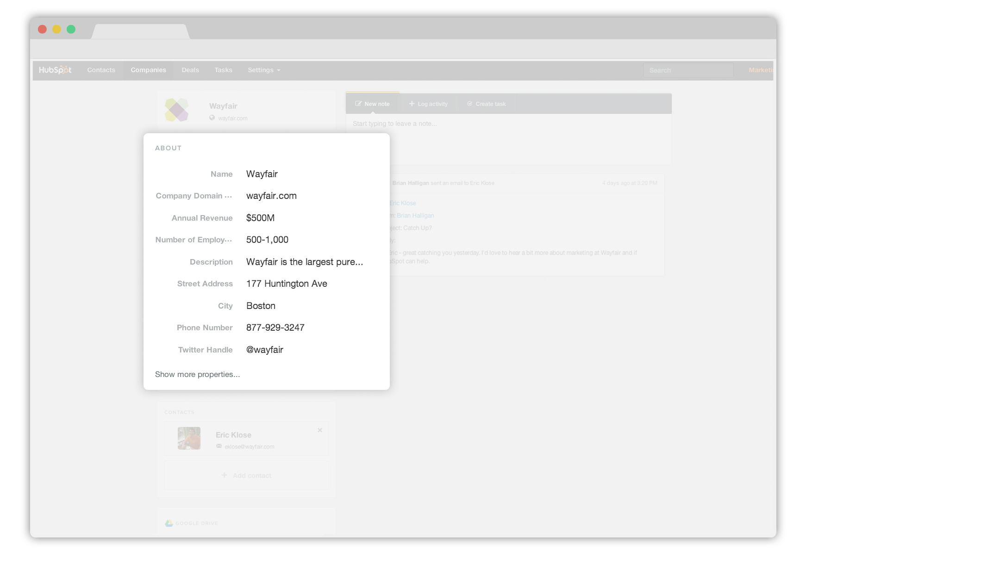 HubSpot Contacts Companies Deals Tasks Settings Search Marketin
Wayfair
wayfair.com
New note Log activity Create task
Start typing to leave a note...
ABOUT
Name Wayfair
Company Domain ... wayfair.com
Annual Revenue $500M
Number of Employ... 500-1,000
Description Wayfair is the largest pure...
Street Address 177 Huntington Ave
City Boston
Phone Number 877-929-3247
Twitter Handle @wayfair
Show more properties...
Brian Halligan sent an email to Eric Klose 4 days ago at 3:20 PM
Eric Klose
m: Brian Halligan
ject: Catch Up?
dy:
Eric - great catching you yesterday. I'd love to hear a bit more about marketing at Wayfair and if
bSpot can help.
CONTACTS
Eric Klose
eklose@wayfair.com
Add contact
GOOGLE DRIVE